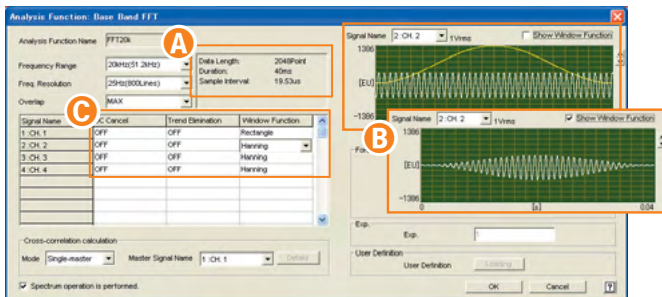 Analysis Function: Base Band FFT
Analysis Function Name FFT20k
A
Frequency Range 20kHz(51.2kHz)
Data Length: 2048Point
Duration: 40ms
Sample Interval: 19.53us
Freq. Resolution 25Hz(800Lines)
Overlap MAX
C
Signal Name DC Cancel Trend Elimination Window Function
1 :CH. 1 OFF OFF Rectangle
2 :CH. 2 OFF OFF Hanning
3 :CH. 3 OFF OFF Hanning
4 :CH. 4 OFF OFF Hanning
Cross-correlation calculation
Mode Single-master Master Signal Name 1 :CH. 1 Details
Spectrum operation is performed.
Signal Name 2:CH. 2 1Vrms Show Window Function
1386
[EU]
-1386
B
Signal Name 2:CH. 2 1Vrms Show Window Function
1386
[EU]
-1386
0 [s] 0.04
Exp.
Exp. 1
User Definition
User Definition Loading
OK Cancel ?